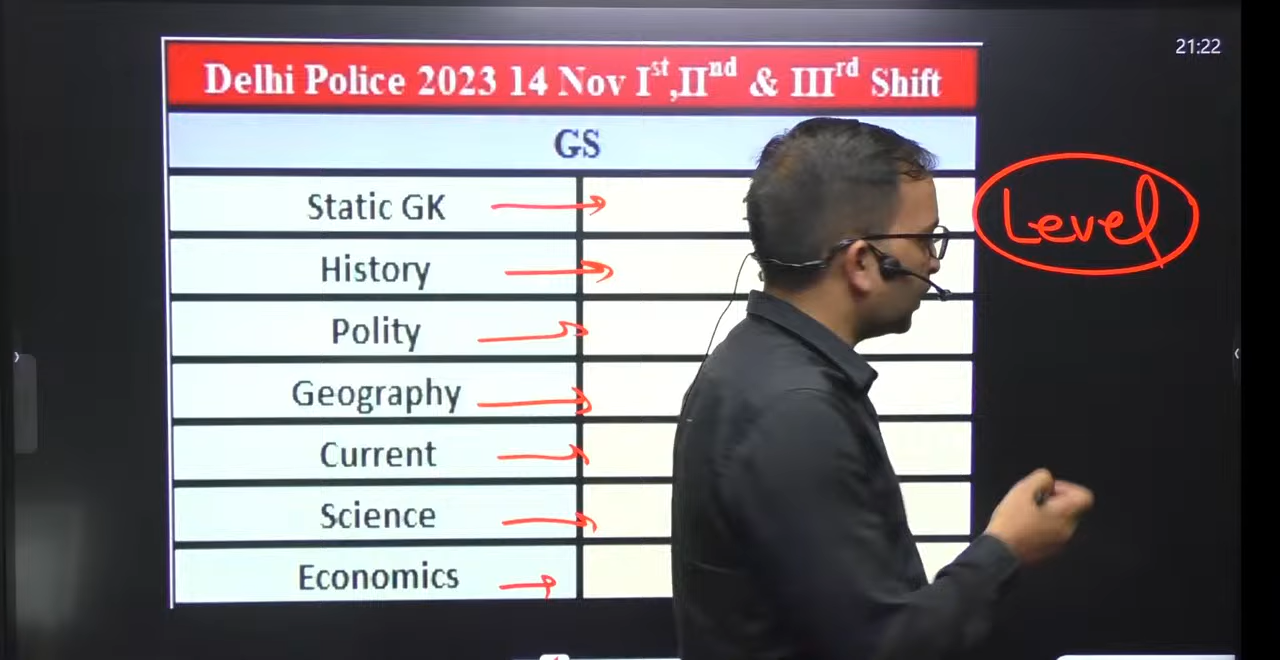 21:22
Delhi Police 2023 14 Nov Ist,IInd & IIIrd Shift
GS
Static GK
Level
History
Polity
Geography
Current
Science
Economics